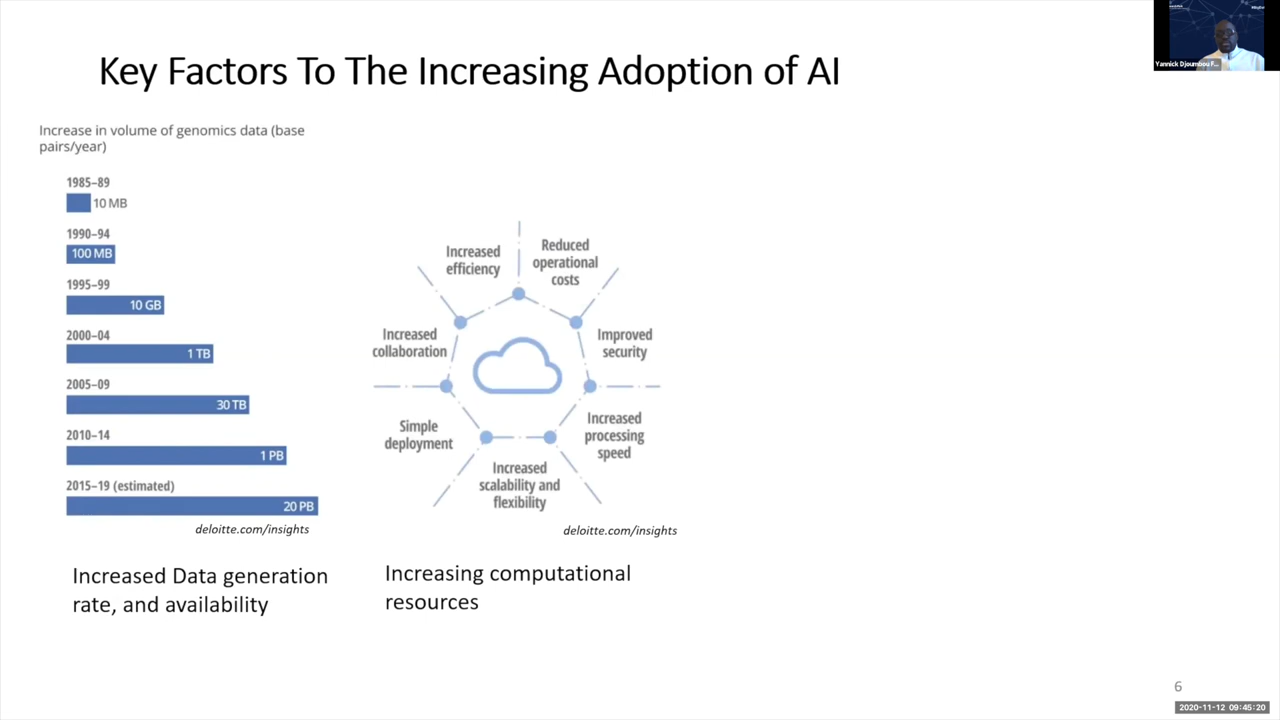 Key Factors To The Increasing Adoption of AI
Yannick Djoumbou F...
Increase in volume of genomics data (base
pairs/year)
1985–89
10 MB
1990–94
100 MB
1995–99
10 GB
2000–04
1 TB
2005–09
30 TB
2010–14
1 PB
2015–19 (estimated)
20 PB
deloitte.com/insights
Increased
efficiency
Reduced
operational
costs
Increased
collaboration
Improved
security
Simple
deployment
Increased
processing
speed
Increased
scalability and
flexibility
deloitte.com/insights
Increased Data generation
rate, and availability
Increasing computational
resources
6
2020-11-12 09:45:20